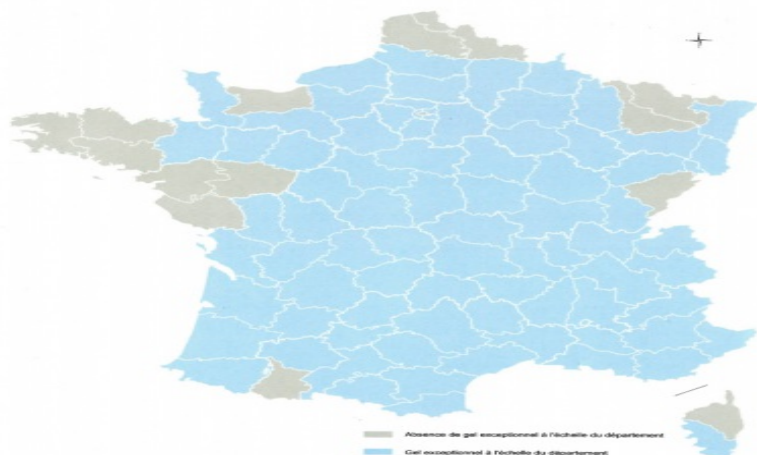 Absence de gel exceptionnel à l'échelle du département
Gel exceptionnel à l'échelle du département